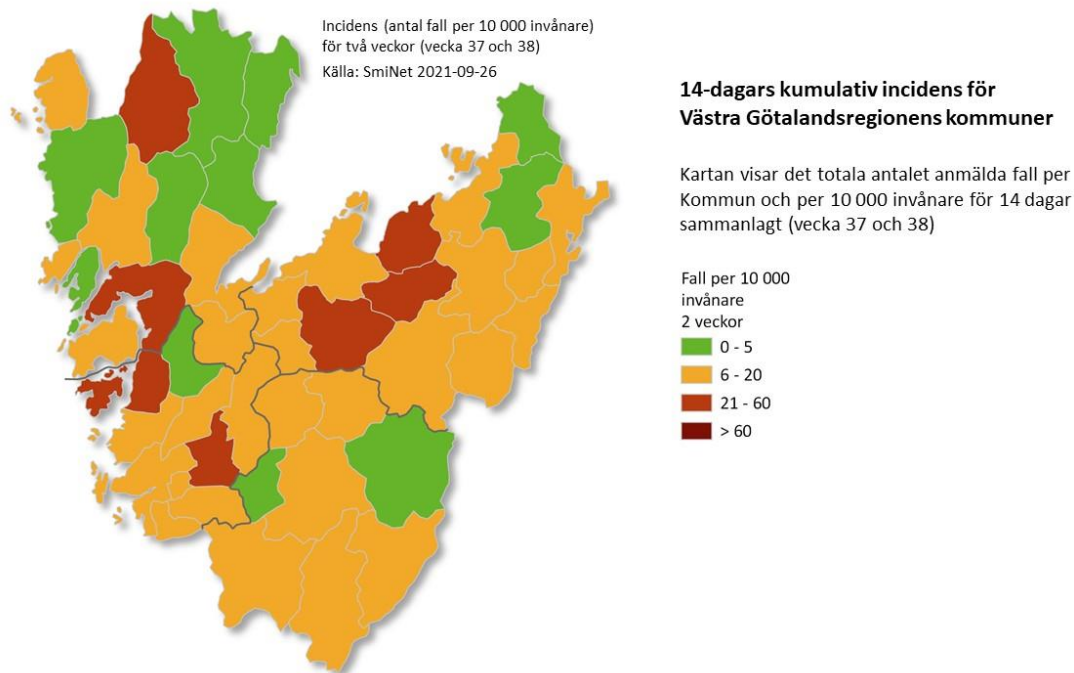 Incidens (antal fall per 10 000 invånare)
för två veckor (vecka 37 och 38)
Källa: SmiNet 2021-09-26
14-dagars kumulativ incidens för
Västra Götalandsregionens kommuner
Kartan visar det totala antalet anmälda fall per
Kommun och per 10 000 invånare för 14 dagar
sammanlagt (vecka 37 och 38)
Fall per 10 000
invånare
2 veckor
0 - 5
6 - 20
21 - 60
> 60